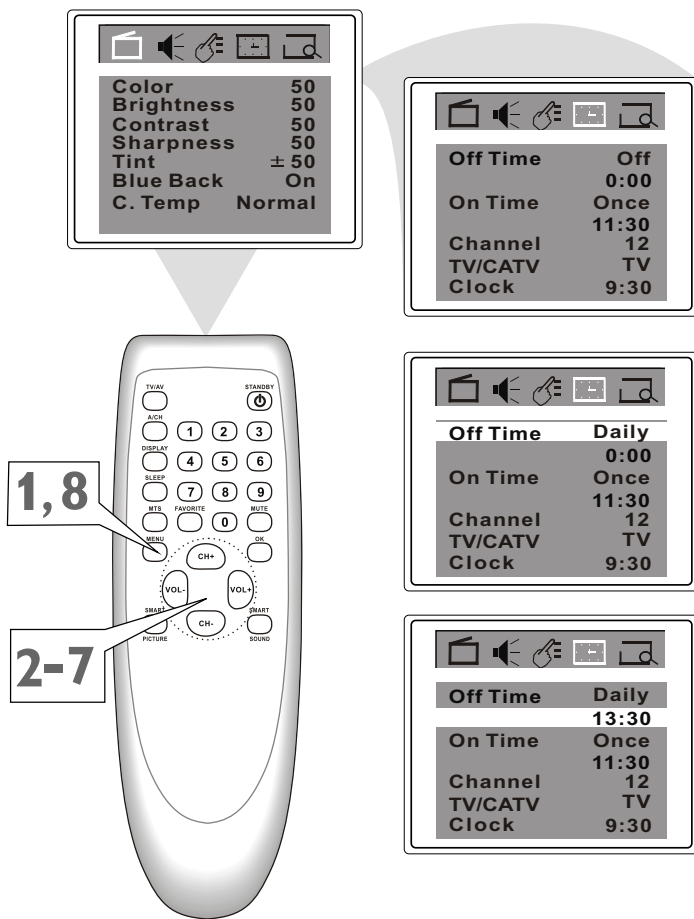 Color 50
Brightness 50
Contrast 50
Sharpness 50
Tint ± 50
Blue Back On
C. Temp Normal
Off Time Off
0:00
On Time Once
11:30
Channel 12
TV/CATV TV
Clock 9:30
Off Time Daily
0:00
On Time Once
11:30
Channel 12
TV/CATV TV
Clock 9:30
Off Time Daily
13:30
On Time Once
11:30
Channel 12
TV/CATV TV
Clock 9:30
TV/AV STANDBY
A/CH
1 2 3
DISPLAY
4 5 6
SLEEP
7 8 9
MTS FAVORITE MUTE
0
MENU OK
CH+
VOL- VOL+
CH-
SMART SMART
PICTURE SOUND
1, 8
2-7